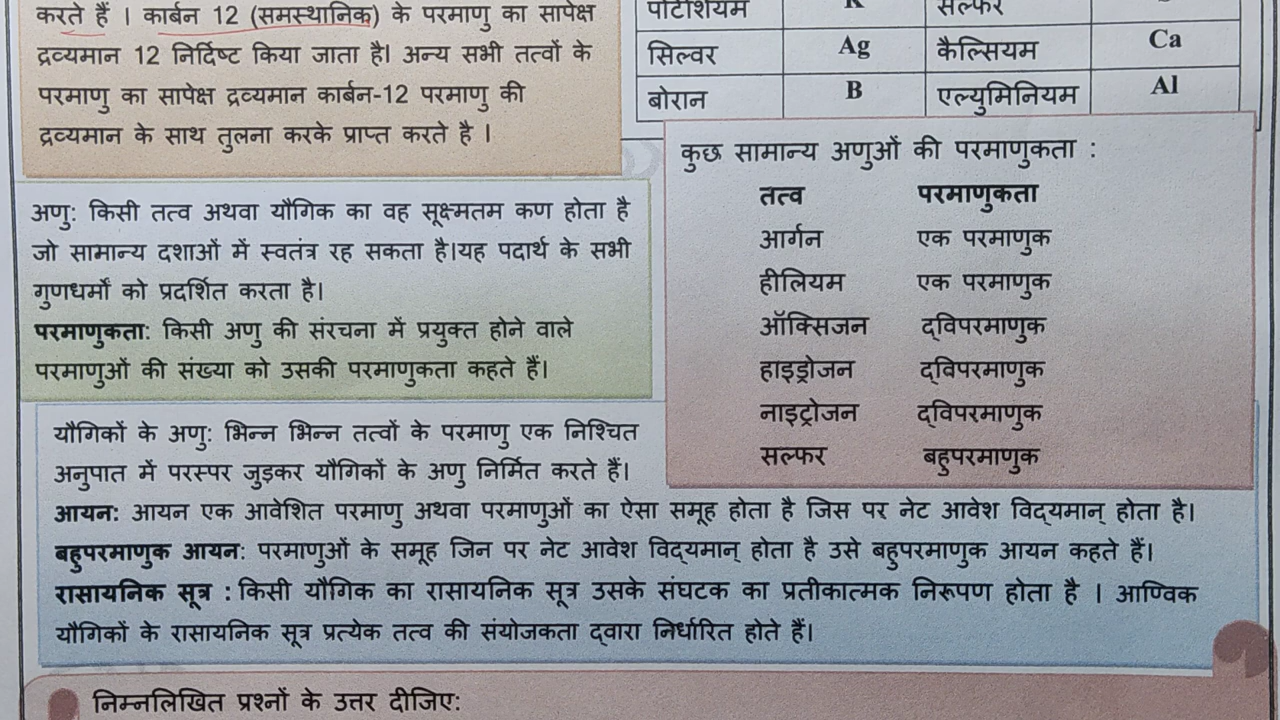 करते हैं । कार्बन 12 (समस्थानिक) के परमाणु का सापेक्ष
द्रव्यमान 12 निर्दिष्ट किया जाता है। अन्य सभी तत्वों के
परमाणु का सापेक्ष द्रव्यमान कार्बन-12 परमाणु की
द्रव्यमान के साथ तुलना करके प्राप्त करते है ।
पोटैशियम K सल्फर
सिल्वर Ag कैल्सियम Ca
बोरान B एल्युमिनियम Al
अणु: किसी तत्व अथवा यौगिक का वह सूक्ष्मतम कण होता है
जो सामान्य दशाओं में स्वतंत्र रह सकता है।यह पदार्थ के सभी
गुणधर्मों को प्रदर्शित करता है।
परमाणुकता: किसी अणु की संरचना में प्रयुक्त होने वाले
परमाणुओं की संख्या को उसकी परमाणुकता कहते हैं।
कुछ सामान्य अणुओं की परमाणुकता :
तत्व परमाणुकता
आर्गन एक परमाणुक
हीलियम एक परमाणुक
ऑक्सिजन द्विपरमाणुक
हाइड्रोजन द्विपरमाणुक
नाइट्रोजन द्विपरमाणुक
सल्फर बहुपरमाणुक
यौगिकों के अणु: भिन्न भिन्न तत्वों के परमाणु एक निश्चित
अनुपात में परस्पर जुड़कर यौगिकों के अणु निर्मित करते हैं।
आयन: आयन एक आवेशित परमाणु अथवा परमाणुओं का ऐसा समूह होता है जिस पर नेट आवेश विद्यमान् होता है।
बहुपरमाणुक आयन: परमाणुओं के समूह जिन पर नेट आवेश विद्यमान् होता है उसे बहुपरमाणुक आयन कहते हैं।
रासायनिक सूत्र : किसी यौगिक का रासायनिक सूत्र उसके संघटक का प्रतीकात्मक निरूपण होता है । आण्विक
यौगिकों के रासायनिक सूत्र प्रत्येक तत्व की संयोजकता द्वारा निर्धारित होते हैं।
निम्नलिखित प्रश्नों के उत्तर दीजिए: